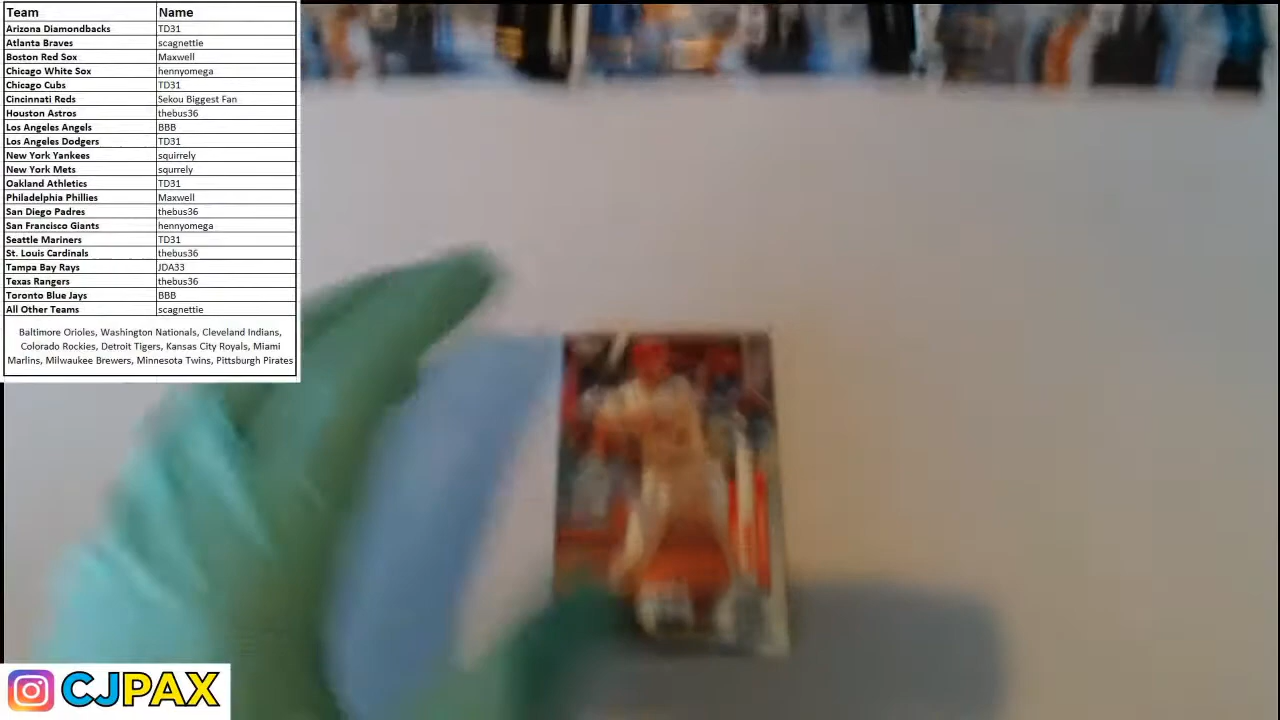 Team Name
Arizona Diamondbacks TD31
Atlanta Braves scagnettie
Boston Red Sox Maxwell
Chicago White Sox hennyomega
Chicago Cubs TD31
Cincinnati Reds Sekou Biggest Fan
Houston Astros thebus36
Los Angeles Angels BBB
Los Angeles Dodgers TD31
New York Yankees squirrely
New York Mets squrrely
Oakland Athletics TD31
Philadelphia Phillies Maxwell
San Diego Padres thebus36
San Francisco Giants hennyomega
Seattle Mariners TD31
St. Louis Cardinals thebus36
Tampa Bay Rays JDA33
Texas Rangers thebus36
Toronto Blue Jays BBB
All Other Teams scagnettie
Baltimore Orioles, Washington Nationals, Cleveland Indians,
Colorado Rockies, Detroit Tigers, Kansas City Royals, Miami
Marlins, Milwaukee Brewers, Minnesota Twins, Pittsburgh Pirates
CJPAX